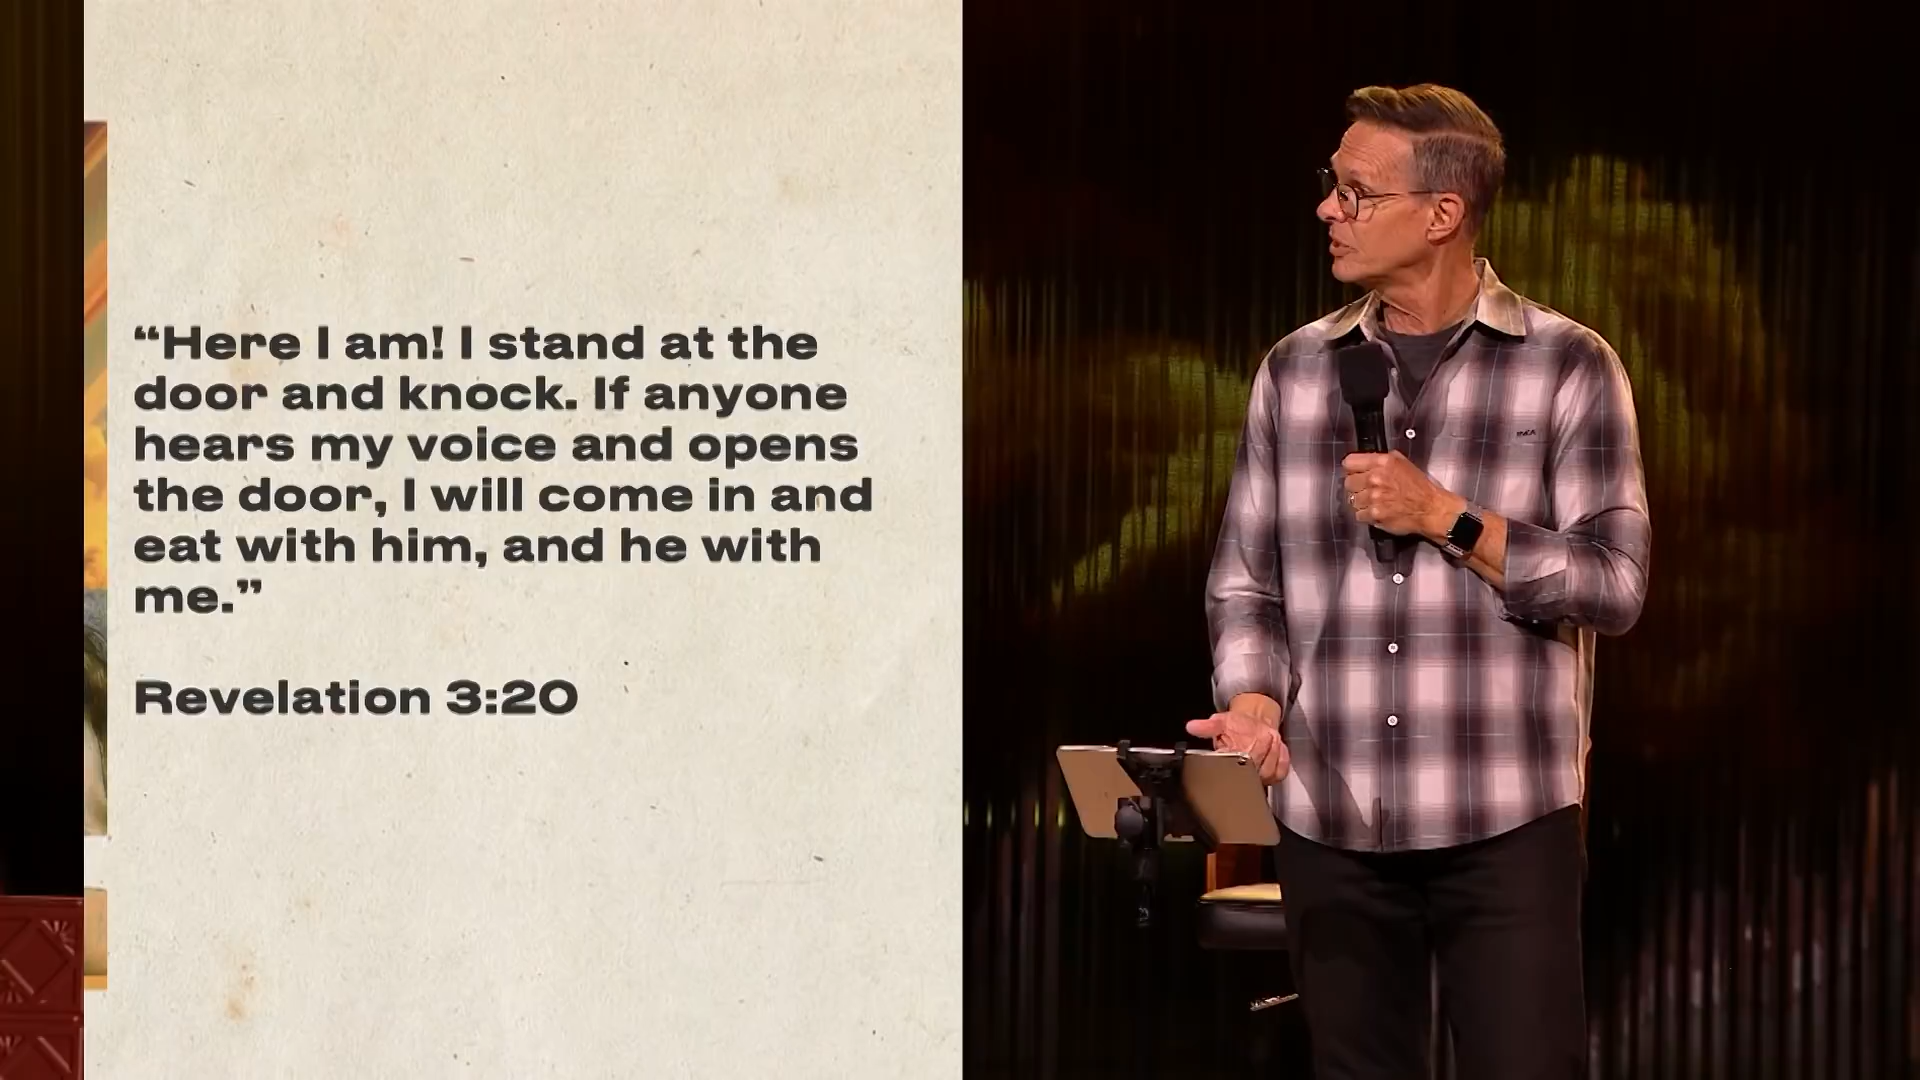 “Here I am! I stand at the
door and knock. If anyone
hears my voice and opens
the door, I will come in and
eat with him, and he with
me.”
Revelation 3:20